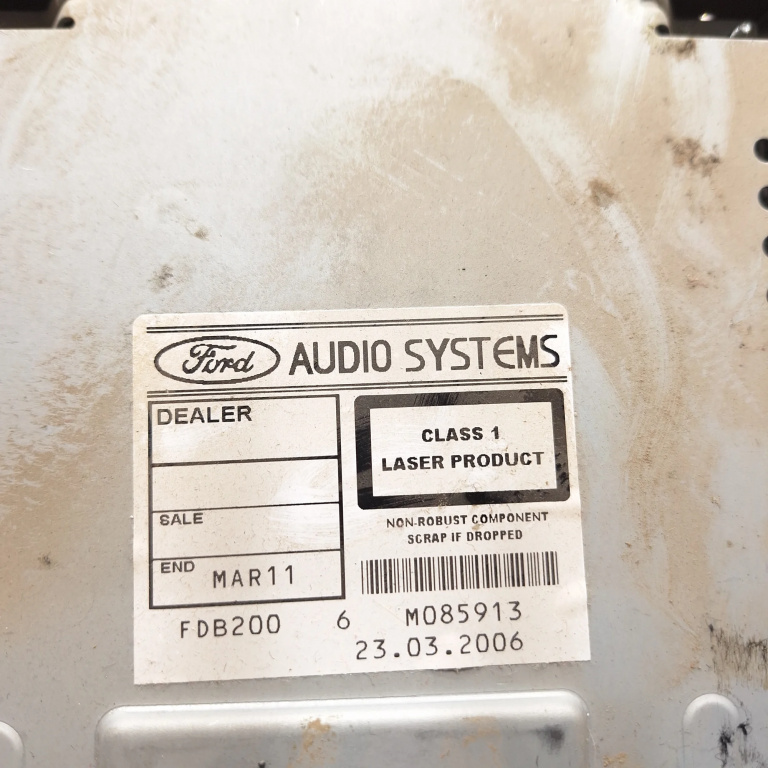 Ford AUDIO SYSTEMS
DEALER
SALE
END MAR11
CLASS 1
LASER PRODUCT
NON-ROBUST COMPONENT
SCRAP IF DROPPED
FDB200 6 M085913
23.03.2006